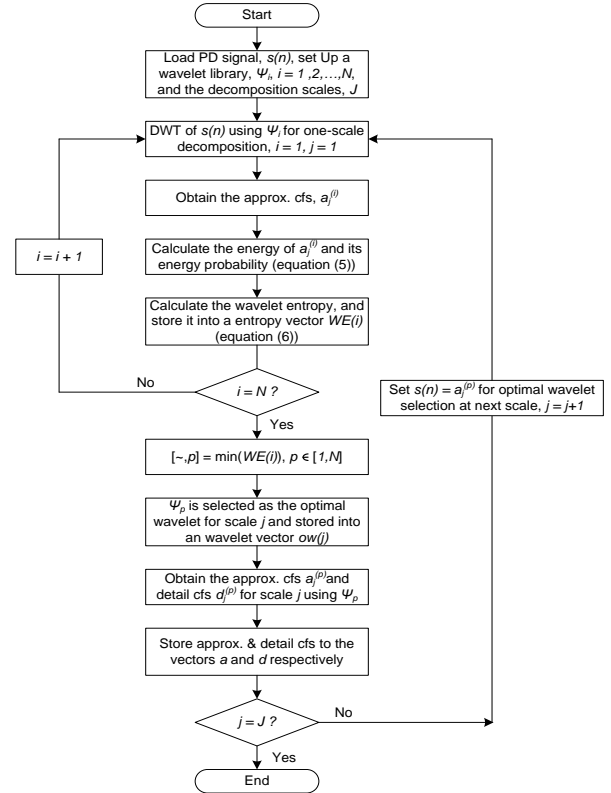 Start
Load PD signal, s(n), set Up a
wavelet library, Ψi, i = 1 ,2,…,N,
and the decomposition scales, J
DWT of s(n) using Ψi for one-scale
decomposition, i = 1, j = 1
Obtain the approx. cfs, aj(i)
i = i + 1
Calculate the energy of aj(i) and its
energy probability (equation (5))
Calculate the wavelet entropy, and
store it into a entropy vector WE(i)
(equation (6))
No
i = N ?
Set s(n) = aj(p) for optimal wavelet
selection at next scale, j = j+1
Yes
[~,p] = min(WE(i)), p ϵ [1,N]
Ψp is selected as the optimal
wavelet for scale j and stored into
an wavelet vector ow(j)
Obtain the approx. cfs aj(p)and
detail cfs dj(p) for scale j using Ψp
Store approx. & detail cfs to the
vectors a and d respectively
j = J ?
No
Yes
End